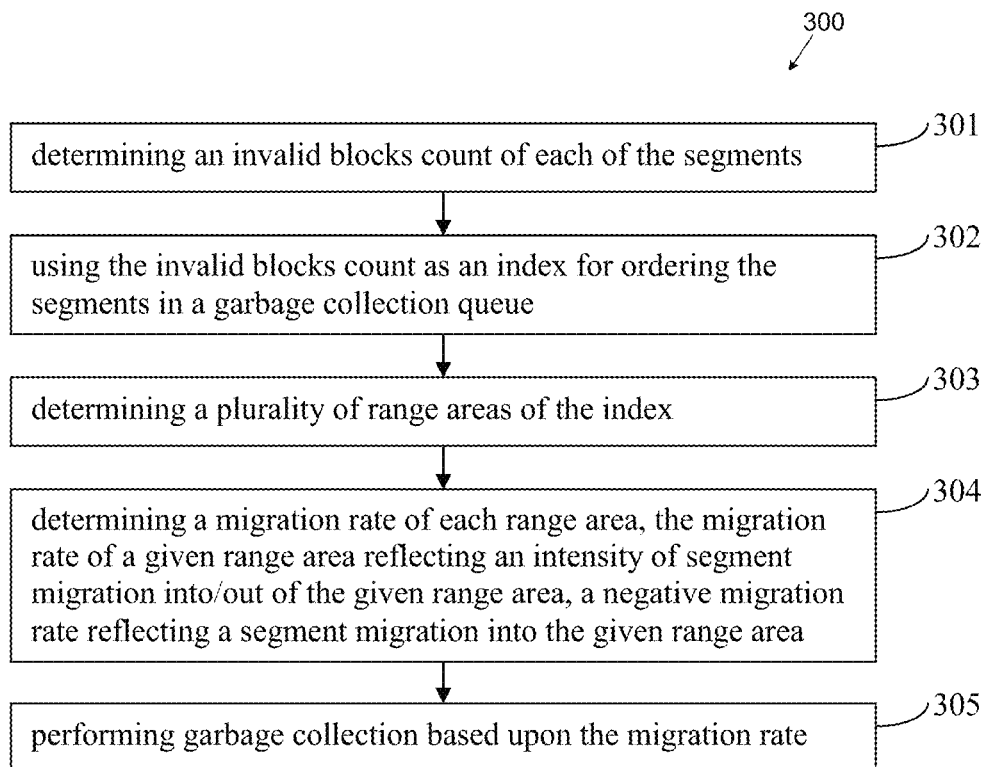 300
301
determining an invalid blocks count of each of the segments
302
using the invalid blocks count as an index for ordering the
segments in a garbage collection queue
303
determining a plurality of range areas of the index
304
determining a migration rate of each range area, the migration
rate of a given range area reflecting an intensity of segment
migration into/out of the given range area, a negative migration
rate reflecting a segment migration into the given range area
305
performing garbage collection based upon the migration rate